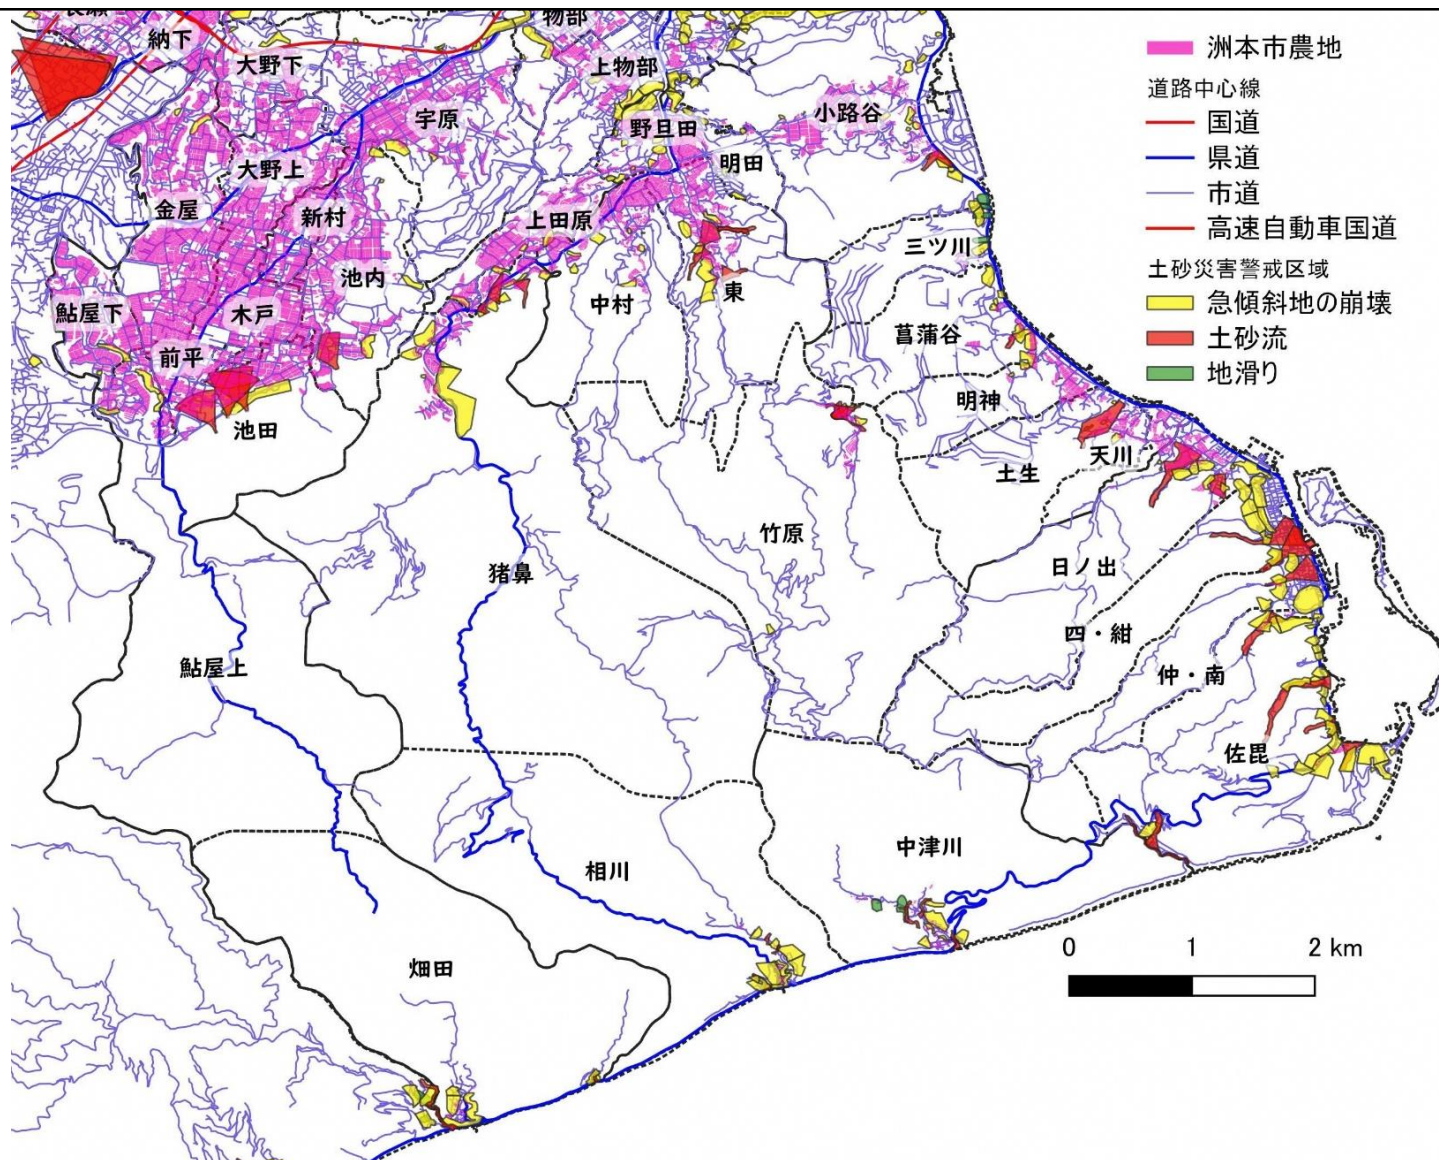 納下
物部
大野下
上物部
宇原
野旦田
小路谷
明田
大野上
金屋
新村
上田原
三ツ川
池内
中村
東
鮎屋下
木戸
菖蒲谷
前平
明神
池田
天川
土生
竹原
猪鼻
日ノ出
四・紺
鮎屋上
仲・南
佐毘
中津川
相川
畑田
洲本市農地
道路中心線
国道
県道
市道
高速自動車国道
土砂災害警戒区域
急傾斜地の崩壊
土砂流
地滑り
0 1 2 km